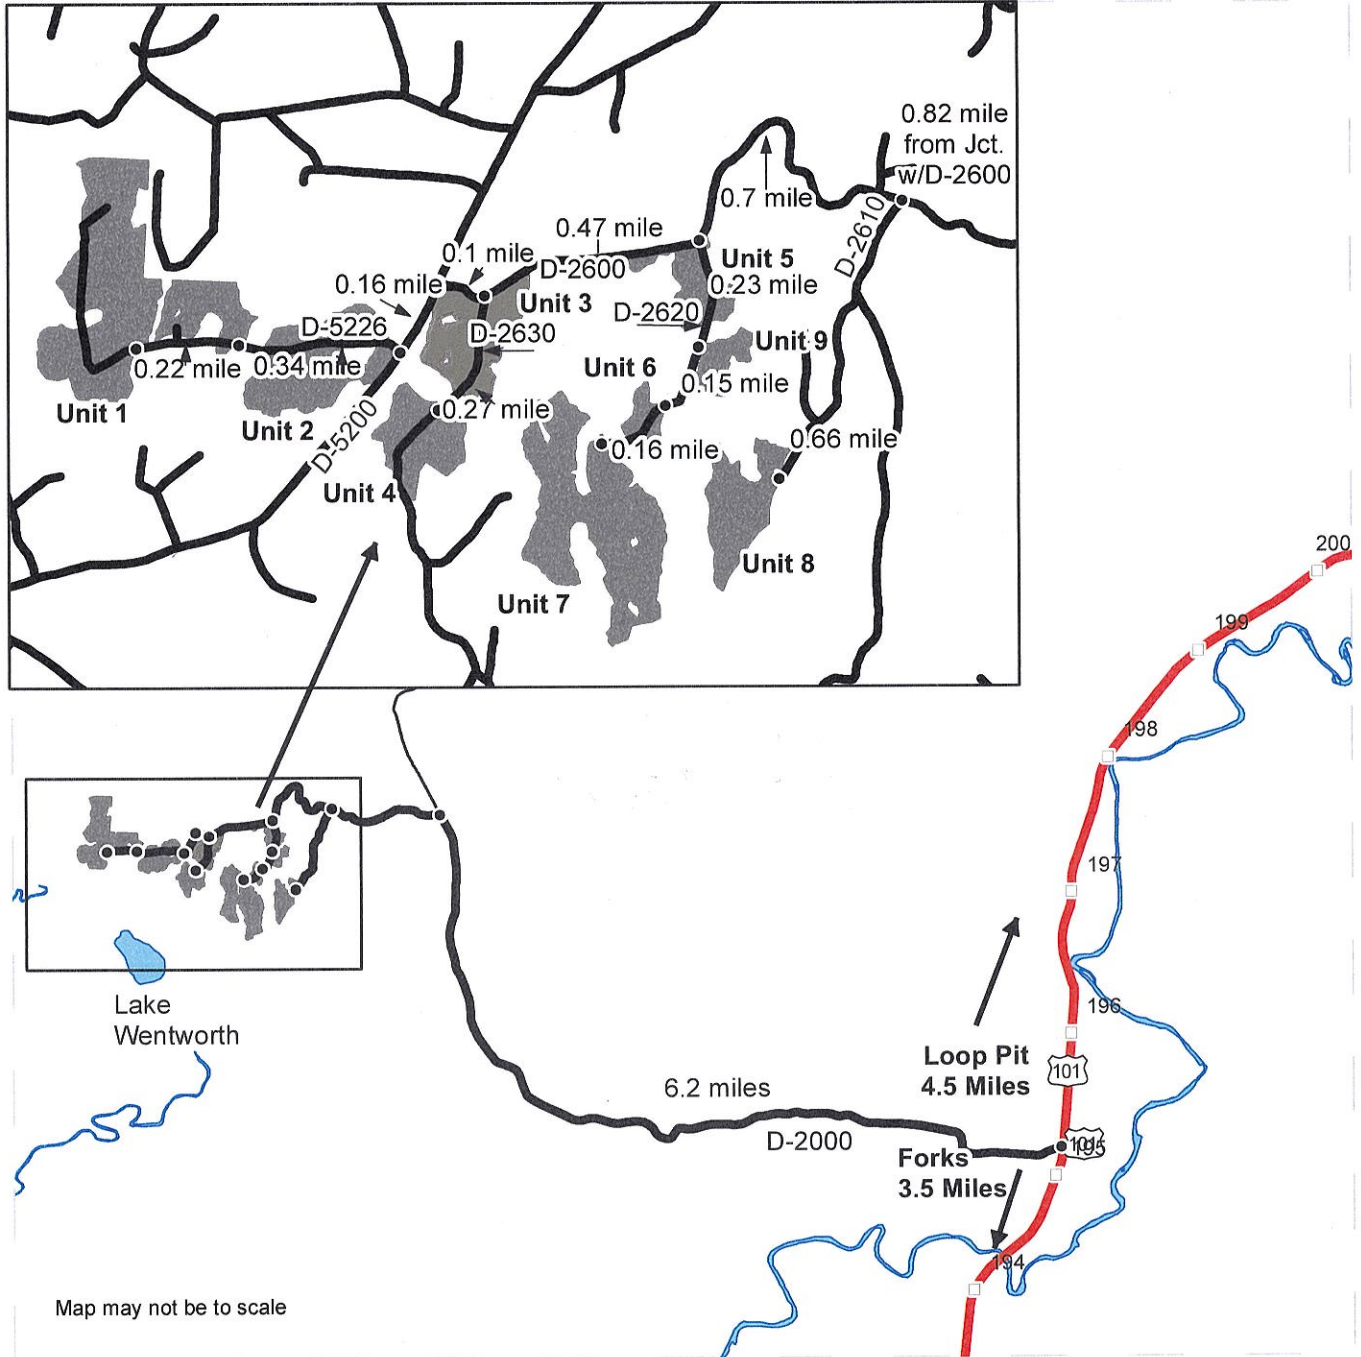 0.82 mile
from Jct.
w/D-2600
0.7 mile
0.47 mile
0.1 mile
D-2610
Unit 5
D-2600
0.16 mile
0.23 mile
Unit 3
D-2620
D-5226
D-2630
Unit 9
0.22 mile
0.34 mile
Unit 6
0.15 mile
Unit 1
0.27 mile
Unit 2
D-5200
0.66 mile
0.16 mile
Unit 4
Unit 8
Unit 7
200
199
198
197
196
Lake
Wentworth
Loop Pit
4.5 Miles
101
6.2 miles
D-2000
101
195
Forks
3.5 Miles
194
Map may not be to scale